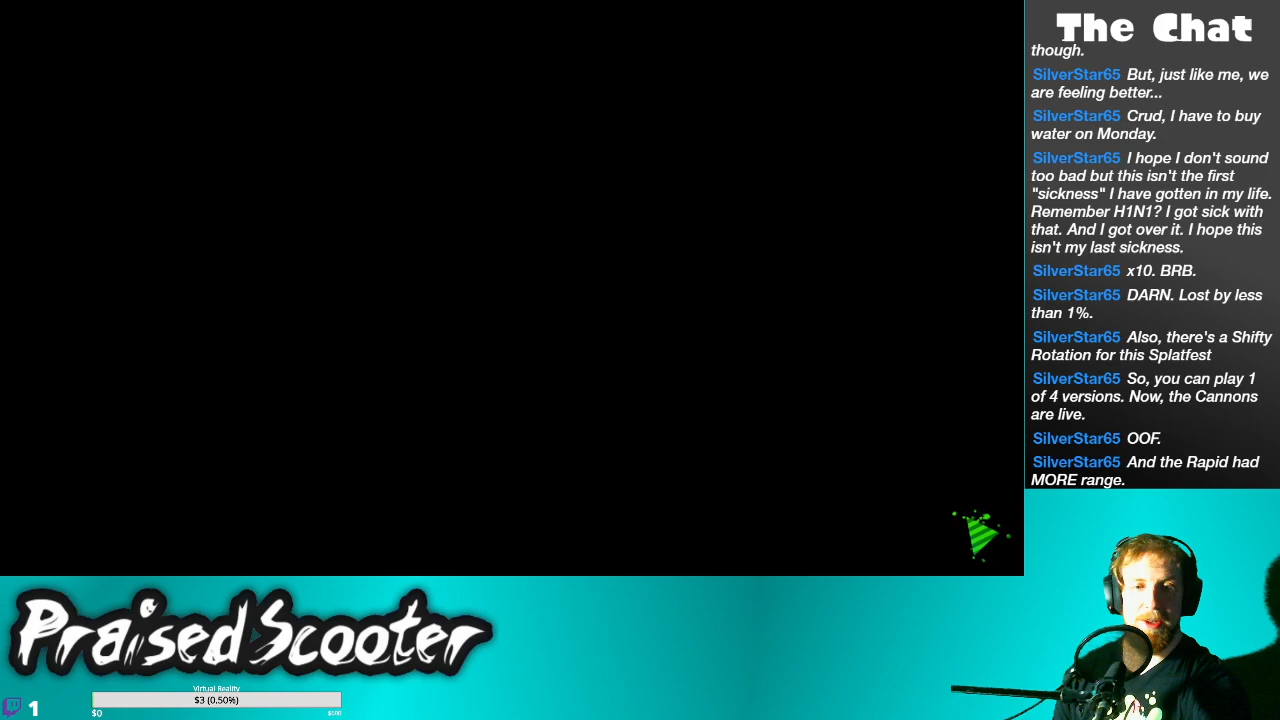 The Chat
though.
SilverStar65 But, just like me, we
are feeling better...
SilverStar65 Crud, I have to buy
water on Monday.
SilverStar65 I hope I don't sound
too bad but this isn't the first
"sickness" I have gotten in my life.
Remember H1N1? I got sick with
that. And I got over it. I hope this
isn't my last sickness.
SilverStar65 x10. BRB.
SilverStar65 DARN. Lost by less
than 1%.
SilverStar65 Also, there's a Shifty
Rotation for this Splatfest
SilverStar65 So, you can play 1
of 4 versions. Now, the Cannons
are live.
SilverStar65 OOF.
SilverStar65 And the Rapid had
MORE range.
PraisedScooter
Virtual Reality
$3 (0.50%)
1
$0